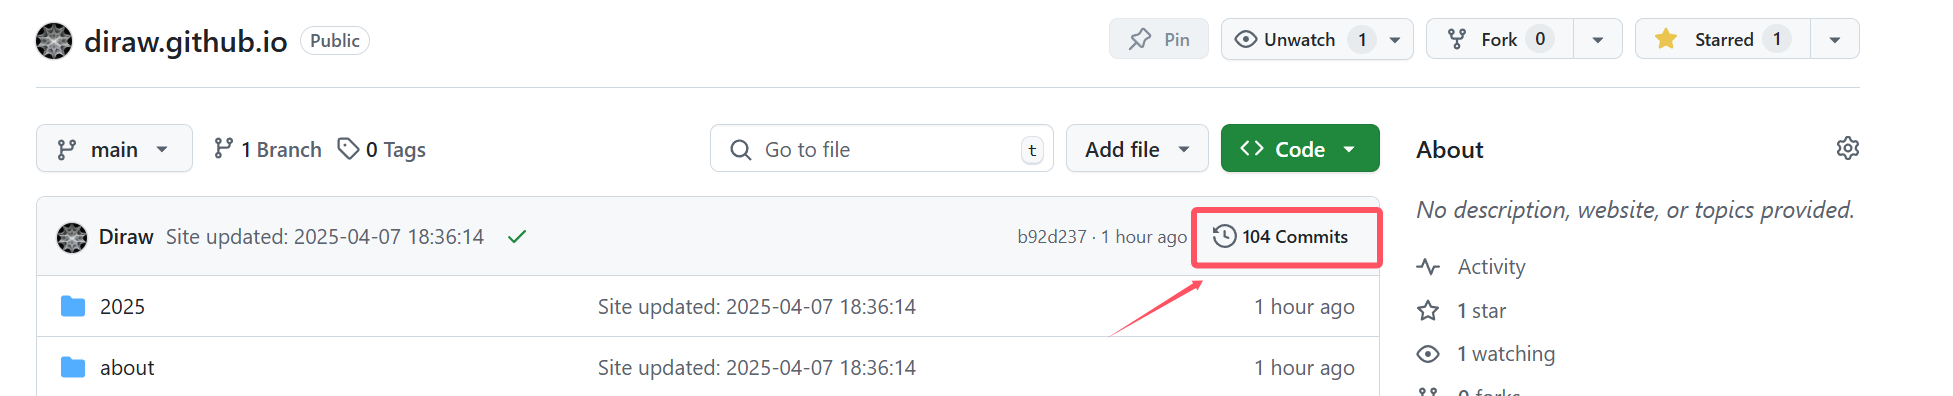 diraw.github.io Public Pin Unwatch 1 Fork 0 Starred 1
main 1 Branch 0 Tags Go to file t Add file Code About
No description, website, or topics provided.
Diraw Site updated: 2025-04-07 18:36:14 b92d237 · 1 hour ago 104 Commits
Activity
2025 Site updated: 2025-04-07 18:36:14 1 hour ago 1 star
1 watching
about Site updated: 2025-04-07 18:36:14 1 hour ago
0 forks